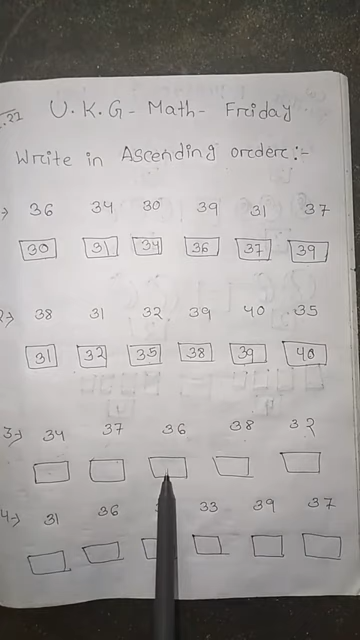 .22
U.K.G - Math - Friday
Write in Ascending order:-
36 34 30 39 31 37
30 31 34 36 37 39
2→ 38 31 32 39 40 35
31 32 35 38 39 40
3→ 34 37 36 38 32
4→ 31 36 33 39 37